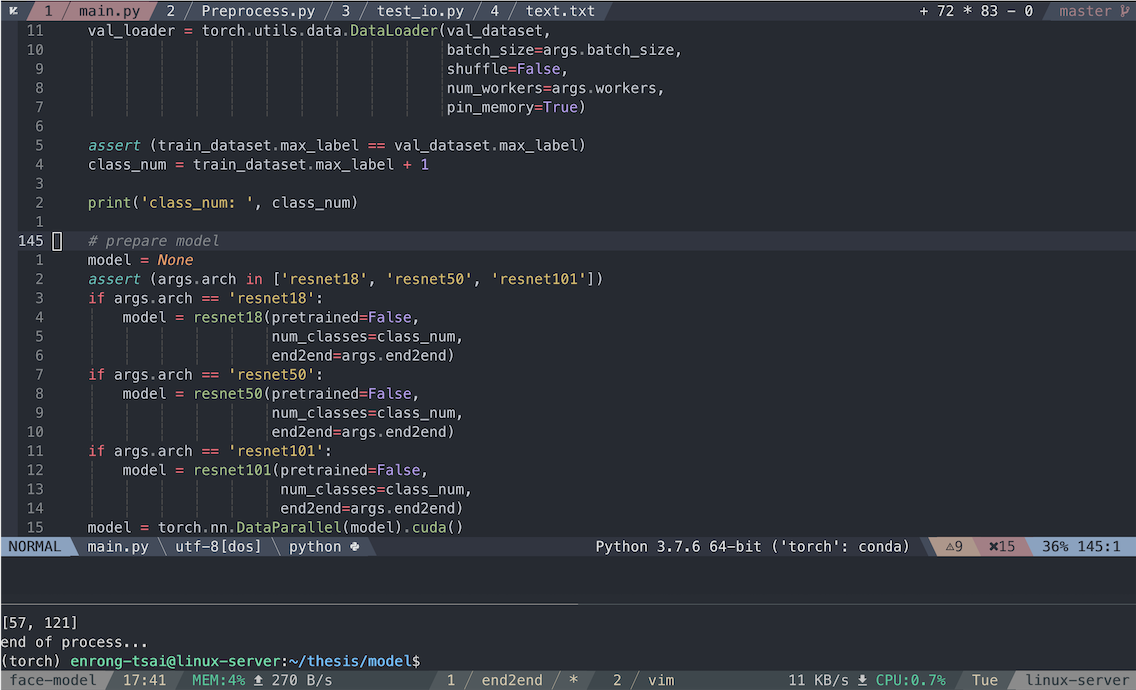 1 main.py 2 Preprocess.py 3 test_io.py 4 text.txt + 72 * 83 - 0 master
11 val_loader = torch.utils.data.DataLoader(val_dataset,
10 batch_size=args.batch_size,
9 shuffle=False,
8 num_workers=args.workers,
7 pin_memory=True)
6
5 assert (train_dataset.max_label == val_dataset.max_label)
4 class_num = train_dataset.max_label + 1
3
2 print('class_num: ', class_num)
1
145 # prepare model
1 model = None
2 assert (args.arch in ['resnet18', 'resnet50', 'resnet101'])
3 if args.arch == 'resnet18':
4 model = resnet18(pretrained=False,
5 num_classes=class_num,
6 end2end=args.end2end)
7 if args.arch == 'resnet50':
8 model = resnet50(pretrained=False,
9 num_classes=class_num,
10 end2end=args.end2end)
11 if args.arch == 'resnet101':
12 model = resnet101(pretrained=False,
13 num_classes=class_num,
14 end2end=args.end2end)
15 model = torch.nn.DataParallel(model).cuda()
NORMAL main.py utf-8[dos] python Python 3.7.6 64-bit ('torch': conda) ⚠9 ✖15 36% 145:1
[57, 121]
end of process...
(torch) enrong-tsai@linux-server:~/thesis/model$
face-model 17:41 MEM:4% 270 B/s 1 end2end * 2 vim 11 KB/s CPU:0.7% Tue linux-server